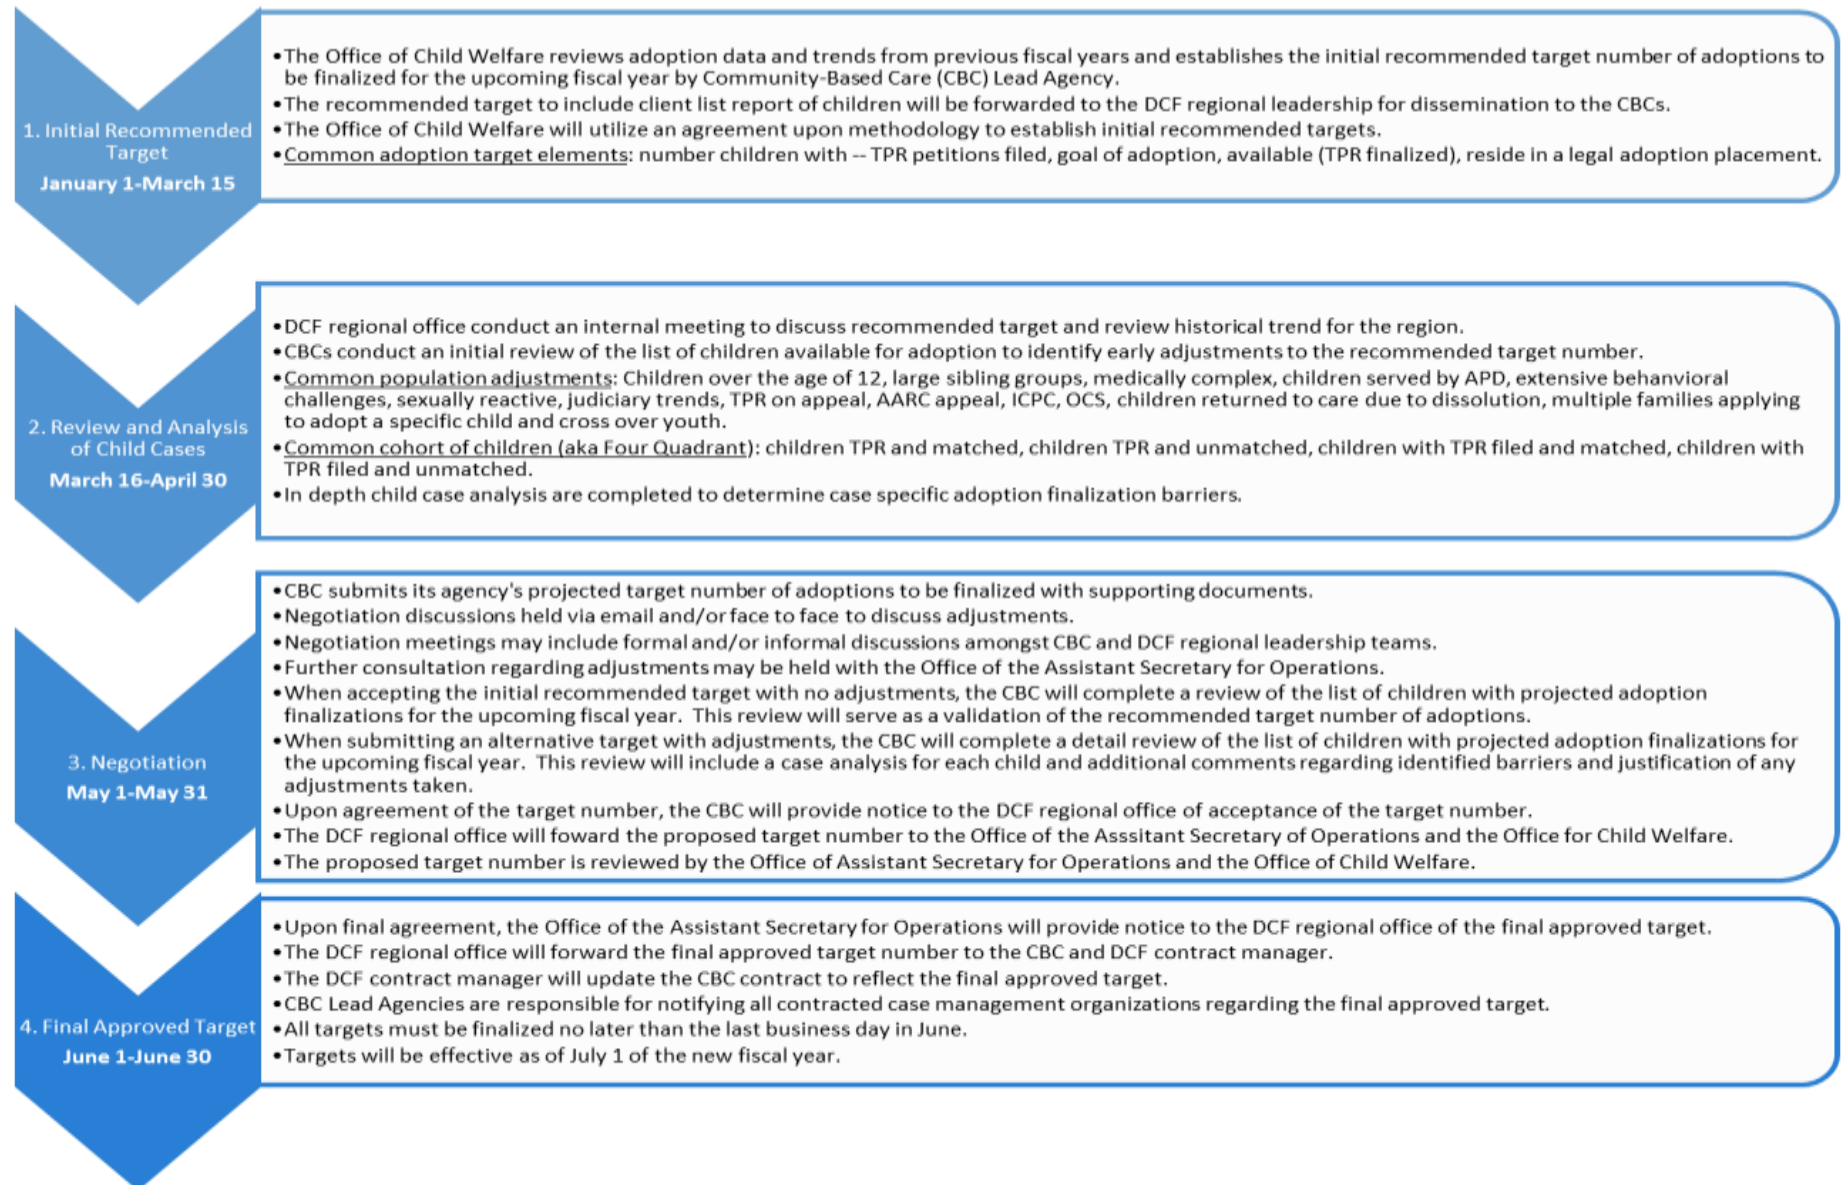 1. Initial Recommended
Target
January 1-March 15
•The Office of Child Welfare reviews adoption data and trends from previous fiscal years and establishes the initial recommended target number of adoptions to
be finalized for the upcoming fiscal year by Community-Based Care (CBC) Lead Agency.
•The recommended target to include client list report of children will be forwarded to the DCF regional leadership for dissemination to the CBCs.
•The Office of Child Welfare will utilize an agreement upon methodology to establish initial recommended targets.
•Common adoption target elements: number children with -- TPR petitions filed, goal of adoption, available (TPR finalized), reside in a legal adoption placement.
2. Review and Analysis
of Child Cases
March 16-April 30
•DCF regional office conduct an internal meeting to discuss recommended target and review historical trend for the region.
•CBCs conduct an initial review of the list of children available for adoption to identify early adjustments to the recommended target number.
•Common population adjustments: Children over the age of 12, large sibling groups, medically complex, children served by APD, extensive behanvioral
challenges, sexually reactive, judiciary trends, TPR on appeal, AARC appeal, ICPC, OCS, children returned to care due to dissolution, multiple families applying
to adopt a specific child and cross over youth.
•Common cohort of children (aka Four Quadrant): children TPR and matched, children TPR and unmatched, children with TPR filed and matched, children with
TPR filed and unmatched.
•In depth child case analysis are completed to determine case specific adoption finalization barriers.
3. Negotiation
May 1-May 31
•CBC submits its agency's projected target number of adoptions to be finalized with supporting documents.
•Negotiation discussions held via email and/or face to face to discuss adjustments.
•Negotiation meetings may include formal and/or informal discussions amongst CBC and DCF regional leadership teams.
•Further consultation regarding adjustments may be held with the Office of the Assistant Secretary for Operations.
•When accepting the initial recommended target with no adjustments, the CBC will complete a review of the list of children with projected adoption
finalizations for the upcoming fiscal year. This review will serve as a validation of the recommended target number of adoptions.
•When submitting an alternative target with adjustments, the CBC will complete a detail review of the list of children with projected adoption finalizations for
the upcoming fiscal year. This review will include a case analysis for each child and additional comments regarding identified barriers and justification of any
adjustments taken.
•Upon agreement of the target number, the CBC will provide notice to the DCF regional office of acceptance of the target number.
•The DCF regional office will foward the proposed target number to the Office of the Asssitant Secretary of Operations and the Office for Child Welfare.
•The proposed target number is reviewed by the Office of Assistant Secretary for Operations and the Office of Child Welfare.
4. Final Approved Target
June 1-June 30
•Upon final agreement, the Office of the Assistant Secretary for Operations will provide notice to the DCF regional office of the final approved target.
•The DCF regional office will forward the final approved target number to the CBC and DCF contract manager.
•The DCF contract manager will update the CBC contract to reflect the final approved target.
•CBC Lead Agencies are responsible for notifying all contracted case management organizations regarding the final approved target.
•All targets must be finalized no later than the last business day in June.
•Targets will be effective as of July 1 of the new fiscal year.